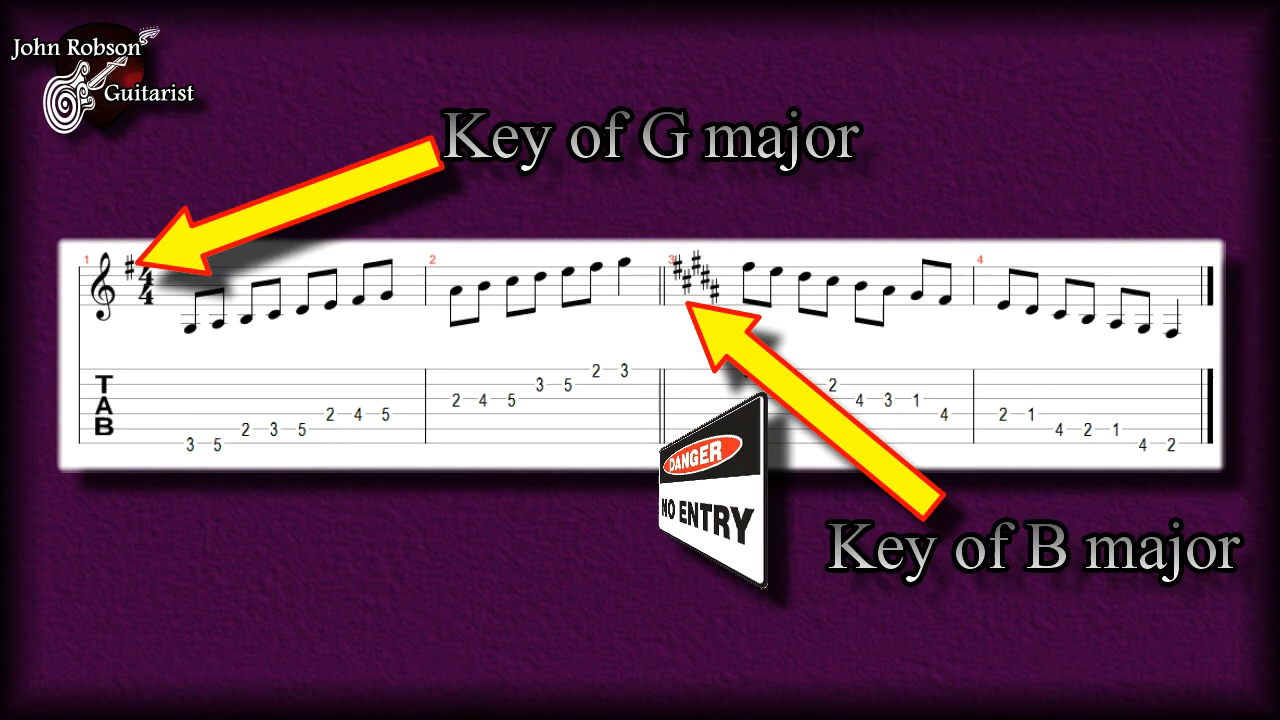 John Robson
Guitarist
Key of G major
1 2 3 4
4
4
T
A
B
3 5 2 3 5 2 4 5 2 4 5 3 5 2 3
2 4 3 1 4 2 1 4 2 1 4 2
DANGER
NO ENTRY
Key of B major